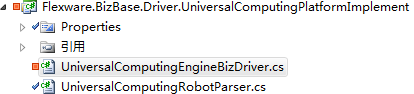 Flexware.BizBase.Driver.UniversalComputingPlatformImplement
Properties
引用
UniversalComputingEngineBizDriver.cs
UniversalComputingRobotParser.cs